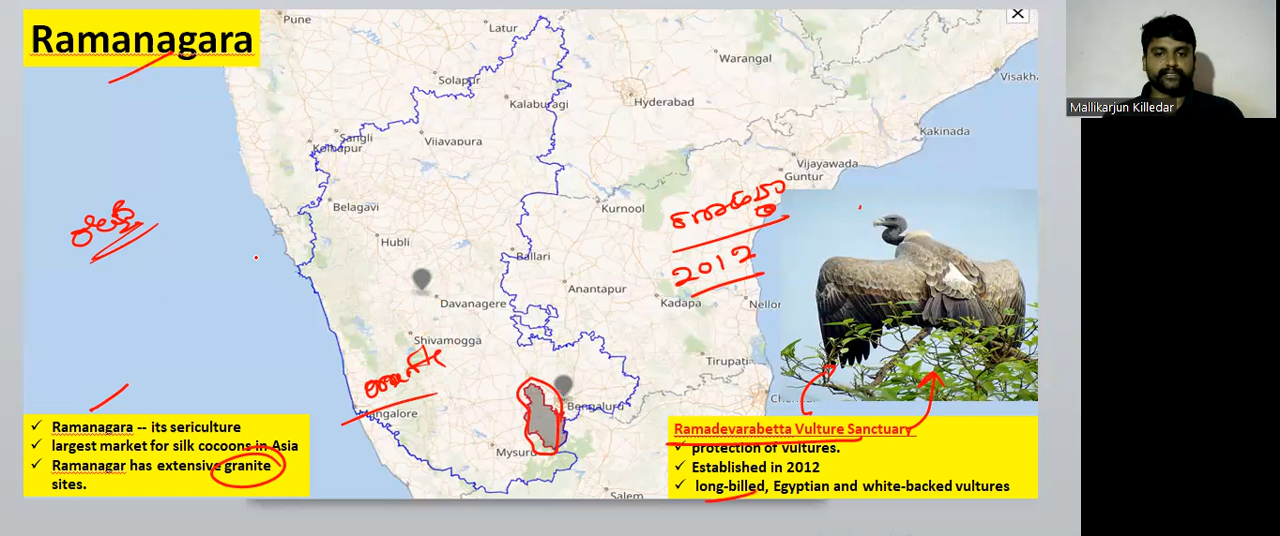 Ramanagara
Pune
Latur
Warangal
Visakh
Solapur
Kalaburagi
Hyderabad
Mallikarjun Killedar
Sangli
Kolhapur
Vijayapura
Kakinada
Vijayawada
Guntur
Belagavi
Kurnool
Hubli
Ballari
2012
Anantapur
Kadapa
Nellor
Davanagere
Shivamogga
Tirupati
Mangalore
Bengaluru
Mysuru
Salem
✓ Ramanagara -- its sericulture
✓ largest market for silk cocoons in Asia
✓ Ramanagar has extensive granite
sites.
Ramadevarabetta Vulture Sanctuary
✓ protection of vultures.
✓ Established in 2012
✓ long-billed, Egyptian and white-backed vultures